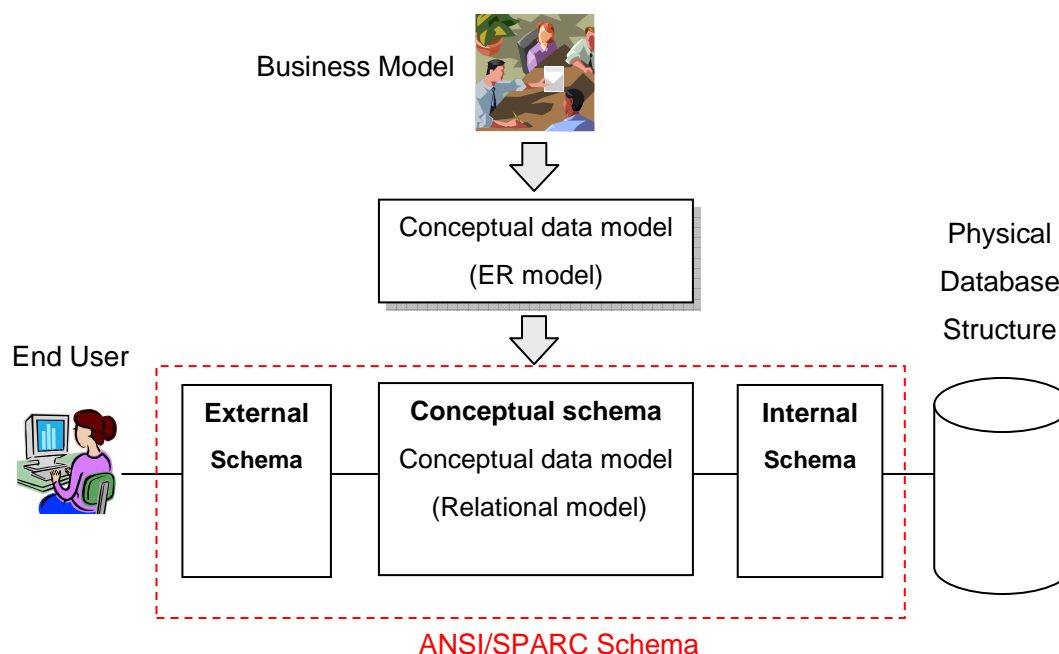 Business Model
Conceptual data model
(ER model)
Physical
Database
Structure
End User
External
Schema
Conceptual schema
Conceptual data model
(Relational model)
Internal
Schema
ANSI/SPARC Schema